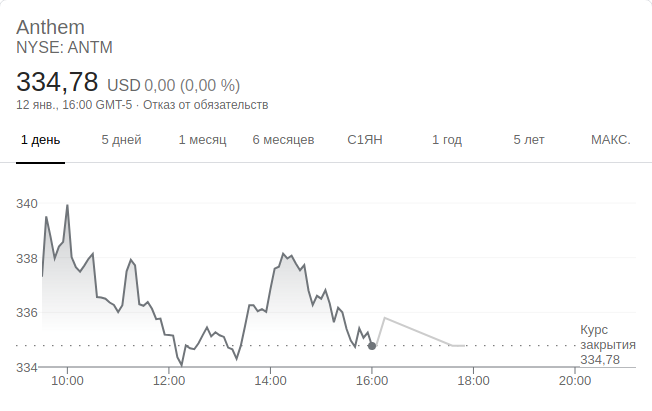 Anthem
NYSE: ANTM
334,78 USD 0,00 (0,00 %)
12 янв., 16:00 GMT-5 · Отказ от обязательств
1 день 5 дней 1 месяц 6 месяцев С1ЯН 1 год 5 лет МАКС.
340
338
336
334
Курс
закрытия
334,78
10:00 12:00 14:00 16:00 18:00 20:00